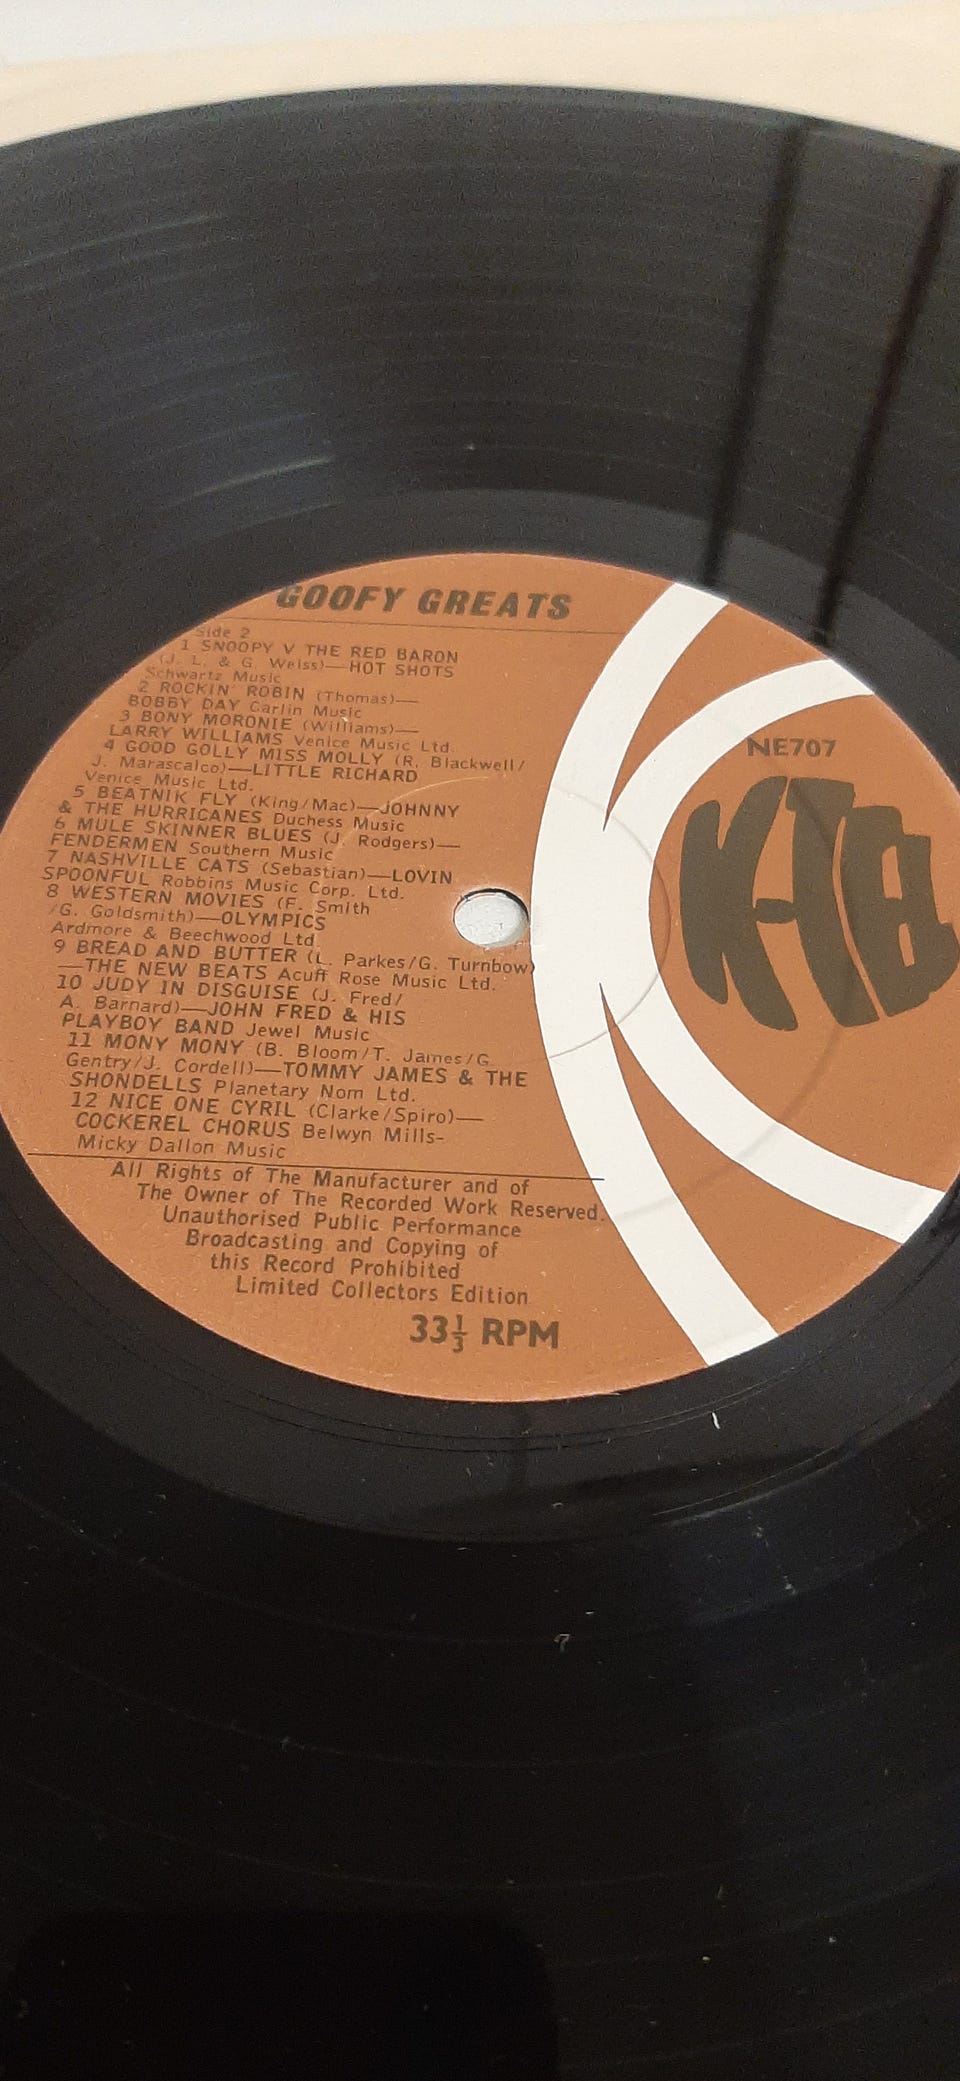 GOOFY GREATS
Side 2
1 SNOOPY V THE RED BARON
(J. L. & G. Weiss)—HOT SHOTS
Schwartz Music
2 ROCKIN' ROBIN (Thomas)—
BOBBY DAY Carlin Music
3 BONY MORONIE (Williams)—
LARRY WILLIAMS Venice Music Ltd.
4 GOOD GOLLY MISS MOLLY (R. Blackwell/
J. Marascalco)—LITTLE RICHARD
Venice Music Ltd.
5 BEATNIK FLY (King/Mac)—JOHNNY
& THE HURRICANES Duchess Music
6 MULE SKINNER BLUES (J. Rodgers)—
FENDERMEN Southern Music
7 NASHVILLE CATS (Sebastian)—LOVIN
SPOONFUL Robbins Music Corp. Ltd.
8 WESTERN MOVIES (F. Smith
/G. Goldsmith)—OLYMPICS
Ardmore & Beechwood Ltd.
9 BREAD AND BUTTER (L. Parkes/G. Turnbow)
—THE NEW BEATS Acuff Rose Music Ltd.
10 JUDY IN DISGUISE (J. Fred/
A. Barnard)—JOHN FRED & HIS
PLAYBOY BAND Jewel Music
11 MONY MONY (B. Bloom/T. James/G.
Gentry/J. Cordell)—TOMMY JAMES & THE
SHONDELLS Planetary Nom Ltd.
12 NICE ONE CYRIL (Clarke/Spiro)—
COCKEREL CHORUS Belwyn Mills-
Micky Dallon Music
All Rights of The Manufacturer and of
The Owner of The Recorded Work Reserved.
Unauthorised Public Performance
Broadcasting and Copying of
this Record Prohibited
Limited Collectors Edition
33⅓ RPM
NE707
K-TEL